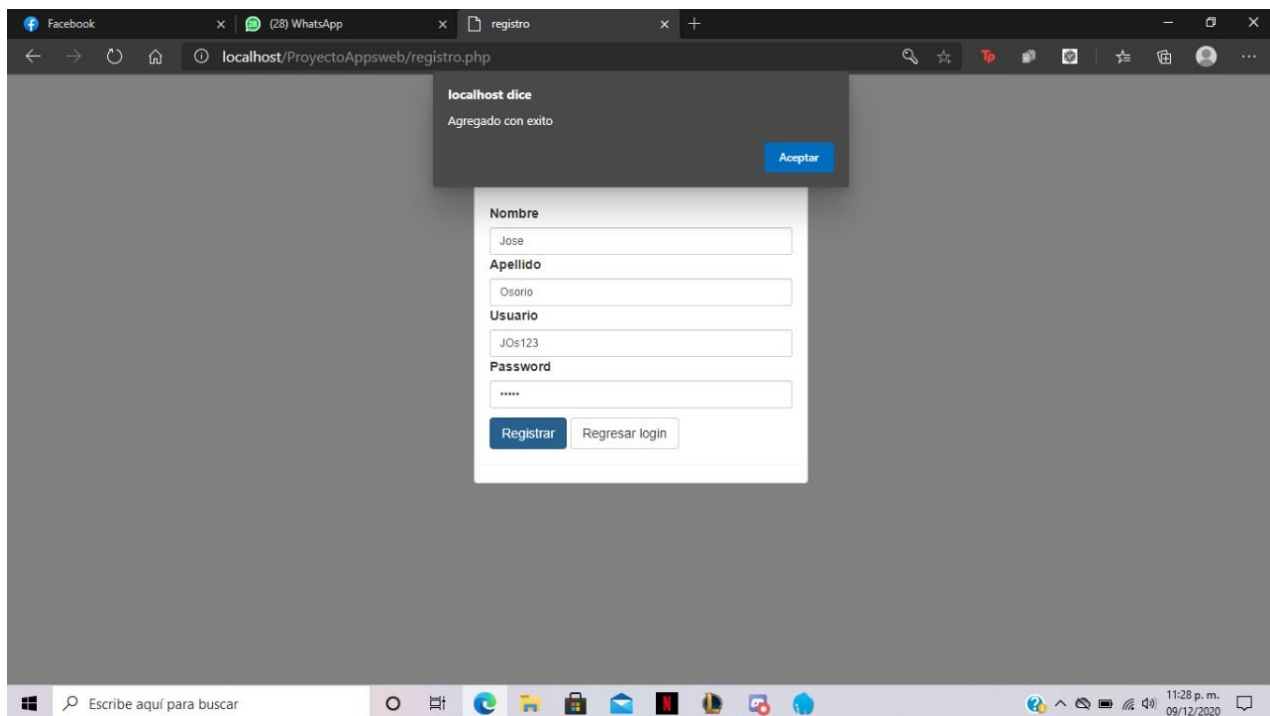 Facebook
(28) WhatsApp
registro
localhost/ProyectoAppsweb/registro.php
localhost dice
Agregado con exito
Aceptar
Nombre
Jose
Apellido
Osorio
Usuario
JOs123
Password
•••••
Registrar
Regresar login
Escribe aquí para buscar
11:28 p. m.
09/12/2020